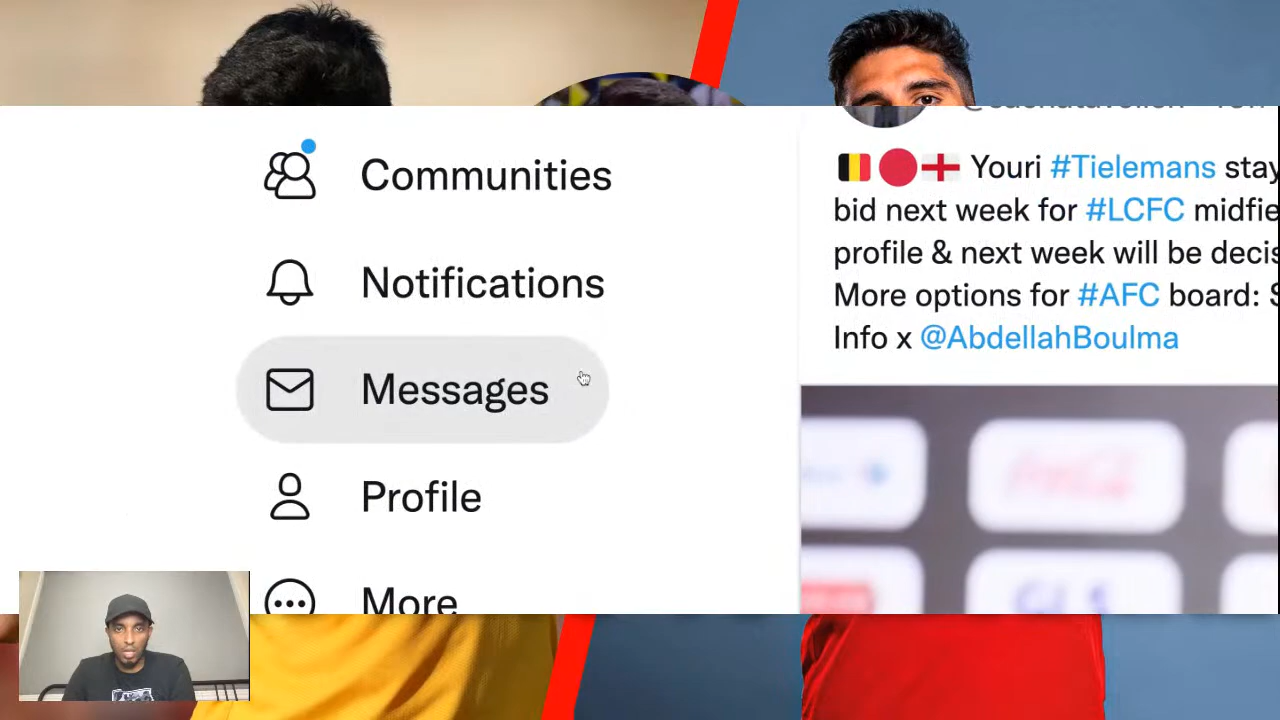 Communities
Notifications
Messages
Profile
More
Youri #Tielemans stay
bid next week for #LCFC midfie
profile & next week will be decis
More options for #AFC board: S
Info x @AbdellahBoulma